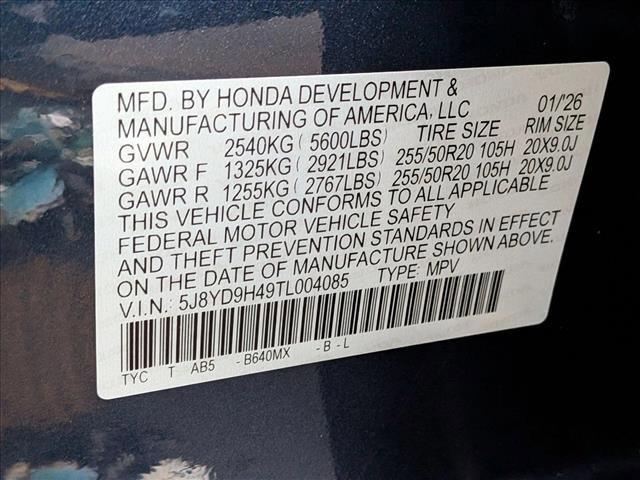 MFD. BY HONDA DEVELOPMENT &
MANUFACTURING OF AMERICA, LLC 01/'26
GVWR 2540KG ( 5600LBS) TIRE SIZE RIM SIZE
GAWR F 1325KG ( 2921LBS) 255/50R20 105H 20X9.0J
GAWR R 1255KG ( 2767LBS) 255/50R20 105H 20X9.0J
THIS VEHICLE CONFORMS TO ALL APPLICABLE
FEDERAL MOTOR VEHICLE SAFETY
AND THEFT PREVENTION STANDARDS IN EFFECT
ON THE DATE OF MANUFACTURE SHOWN ABOVE.
V.I.N.: 5J8YD9H49TL004085 TYPE: MPV
TYC T AB5 -B640MX -B-L